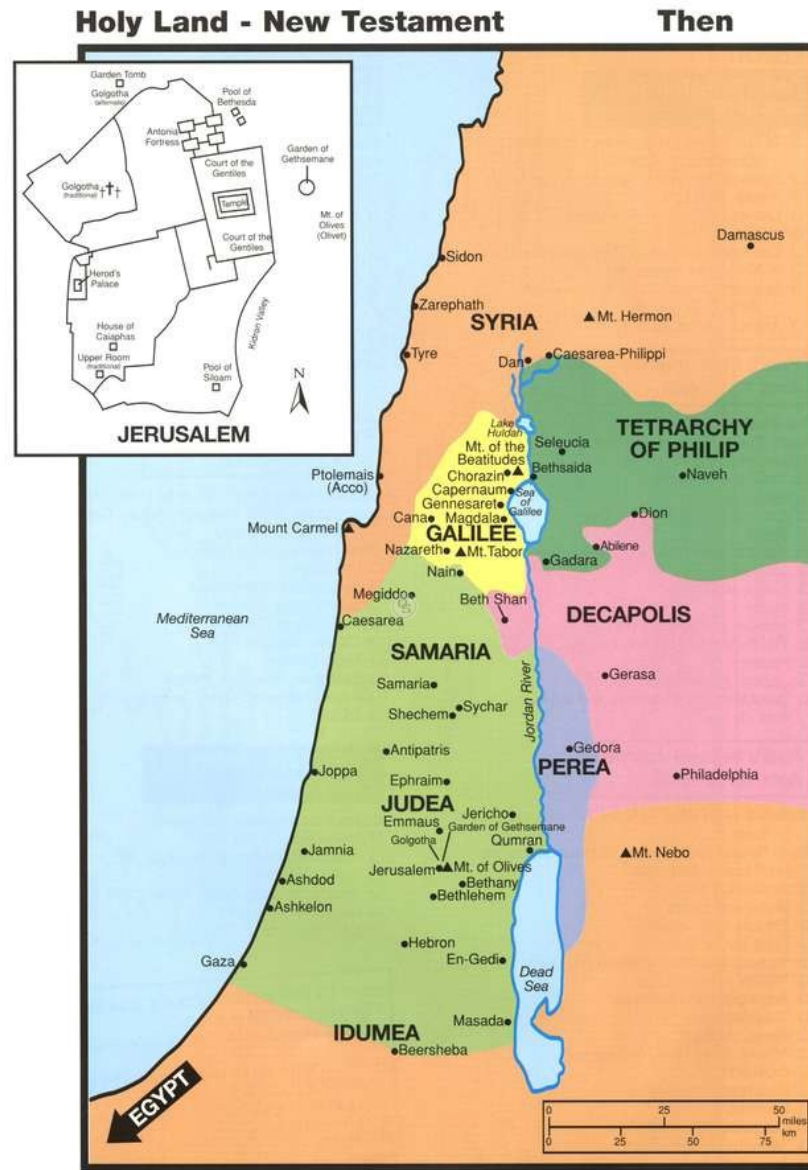 Holy Land - New Testament Then
Garden Tomb
Golgotha
(alternate)
Pool of
Bethesda
Antonia
Fortress
Garden of
Gethsemane
Court of the
Gentiles
Golgotha
(traditional)
Temple
Mt. of
Olives
(Olivet)
Court of the
Gentiles
Herod's
Palace
Kidron Valley
House of
Caiaphas
Upper Room
(traditional)
Pool of
Siloam
N
JERUSALEM
Damascus
Sidon
Zarephath
SYRIA
Mt. Hermon
Tyre
Dan
Caesarea-Philippi
Lake
Huldah
TETRARCHY
OF PHILIP
Mt. of the
Beatitudes
Seleucia
Ptolemais
(Acco)
Chorazin
Bethsaida
Naveh
Capernaum
Sea
of
Galilee
Gennesaret
Cana
Magdala
Dion
Mount Carmel
GALILEE
Nazareth
Mt.Tabor
Abilene
Gadara
Nain
Megiddo
Beth Shan
Mediterranean
Sea
Caesarea
DECAPOLIS
SAMARIA
Samaria
Gerasa
Sychar
Shechem
Jordan River
Antipatris
Gedora
Joppa
Ephraim
PEREA
Philadelphia
JUDEA
Jericho
Emmaus
Garden of Gethsemane
Golgotha
Qumran
Jamnia
Mt. Nebo
Jerusalem
Mt. of Olives
Ashdod
Bethany
Bethlehem
Ashkelon
Hebron
Gaza
En-Gedi
Dead
Sea
Masada
IDUMEA
Beersheba
EGYPT
0 25 50
miles
km
0 25 50 75